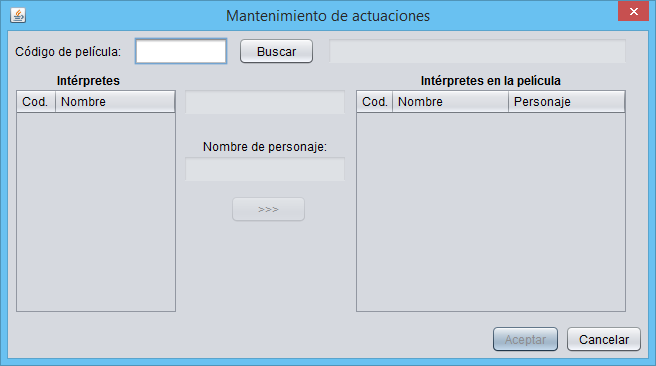 Mantenimiento de actuaciones
Código de película:
Buscar
Intérpretes
Intérpretes en la película
Cod. Nombre
Cod. Nombre Personaje
Nombre de personaje:
>>>
Aceptar
Cancelar